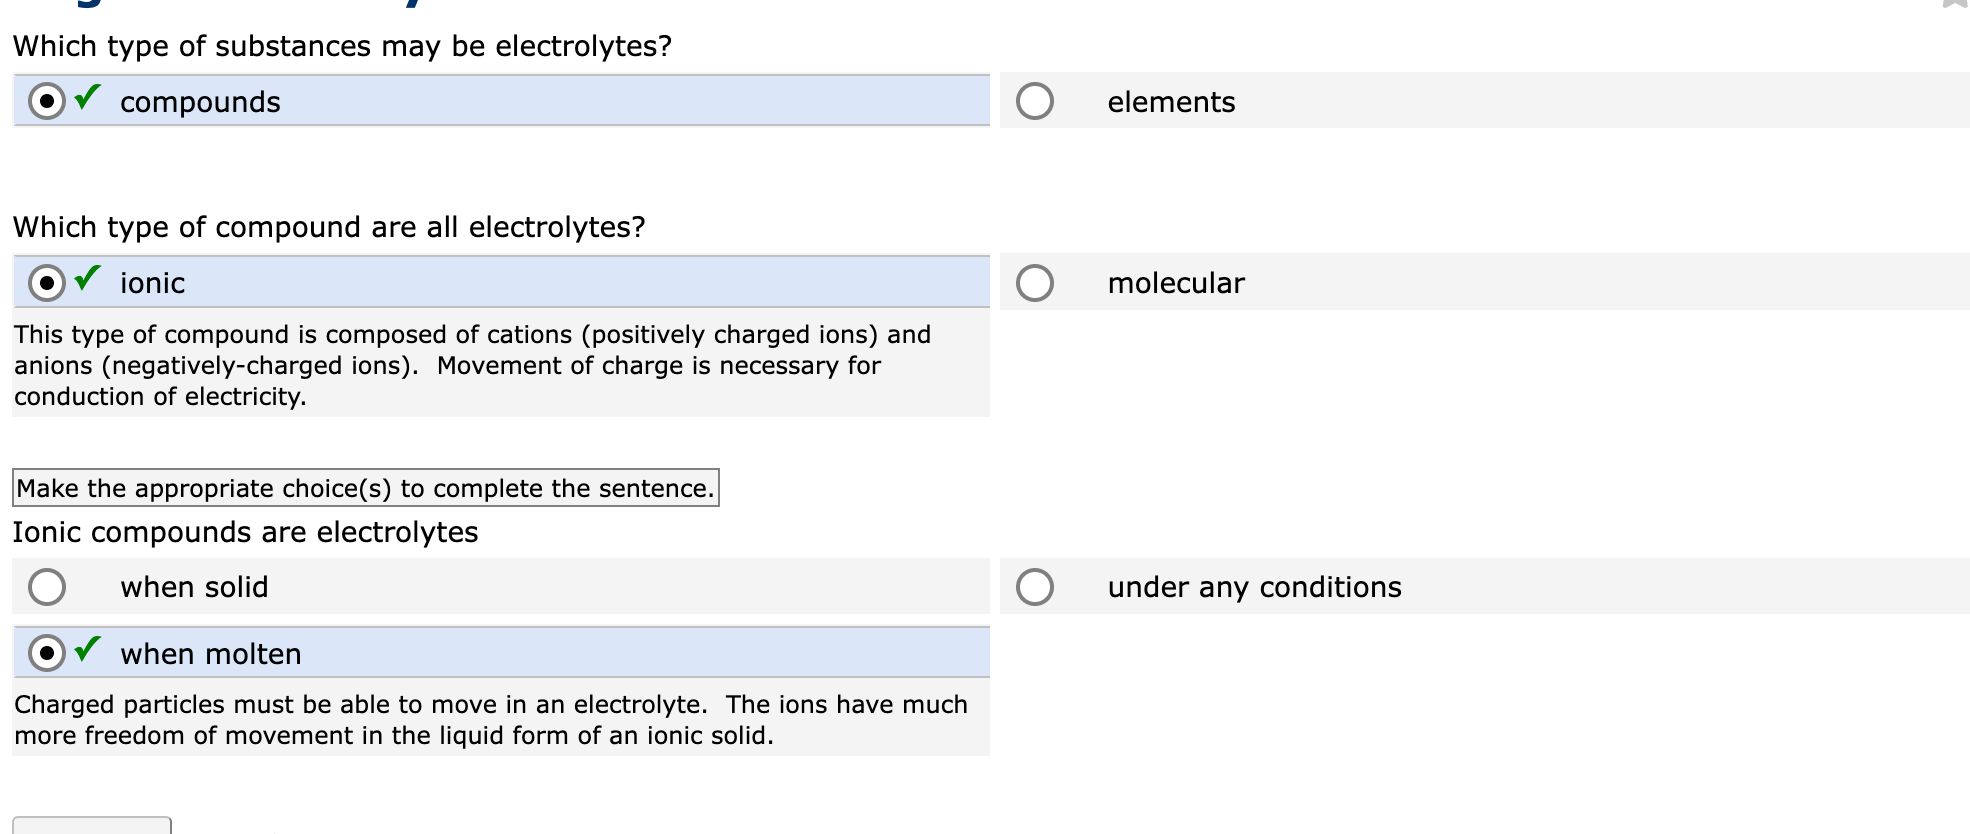 Which type of substances may be electrolytes?
compounds
elements
Which type of compound are all electrolytes?
ionic
molecular
This type of compound is composed of cations (positively charged ions) and
anions (negatively-charged ions).  Movement of charge is necessary for
conduction of electricity.
Make the appropriate choice(s) to complete the sentence.
Ionic compounds are electrolytes
when solid
under any conditions
when molten
Charged particles must be able to move in an electrolyte.  The ions have much
more freedom of movement in the liquid form of an ionic solid.